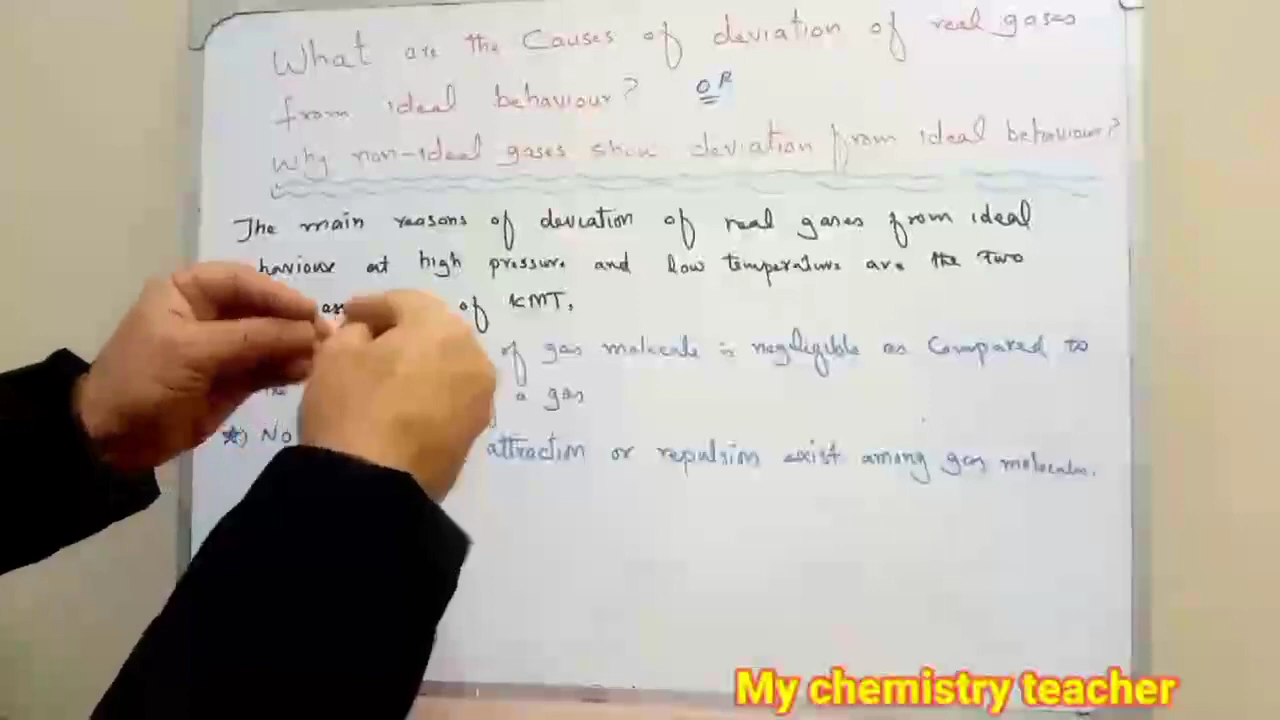 What are the Causes of deviation of real gases
from ideal behaviour? OR
Why non-ideal gases show deviation from ideal behaviour?
The main reasons of deviation of real gases from ideal
haviour at high pressure and low temperature are the two
of KMT.
of gas molecule is negligible as Compared to
a gas
*) No attraction or repulsion exist among gas molecules.
My chemistry teacher